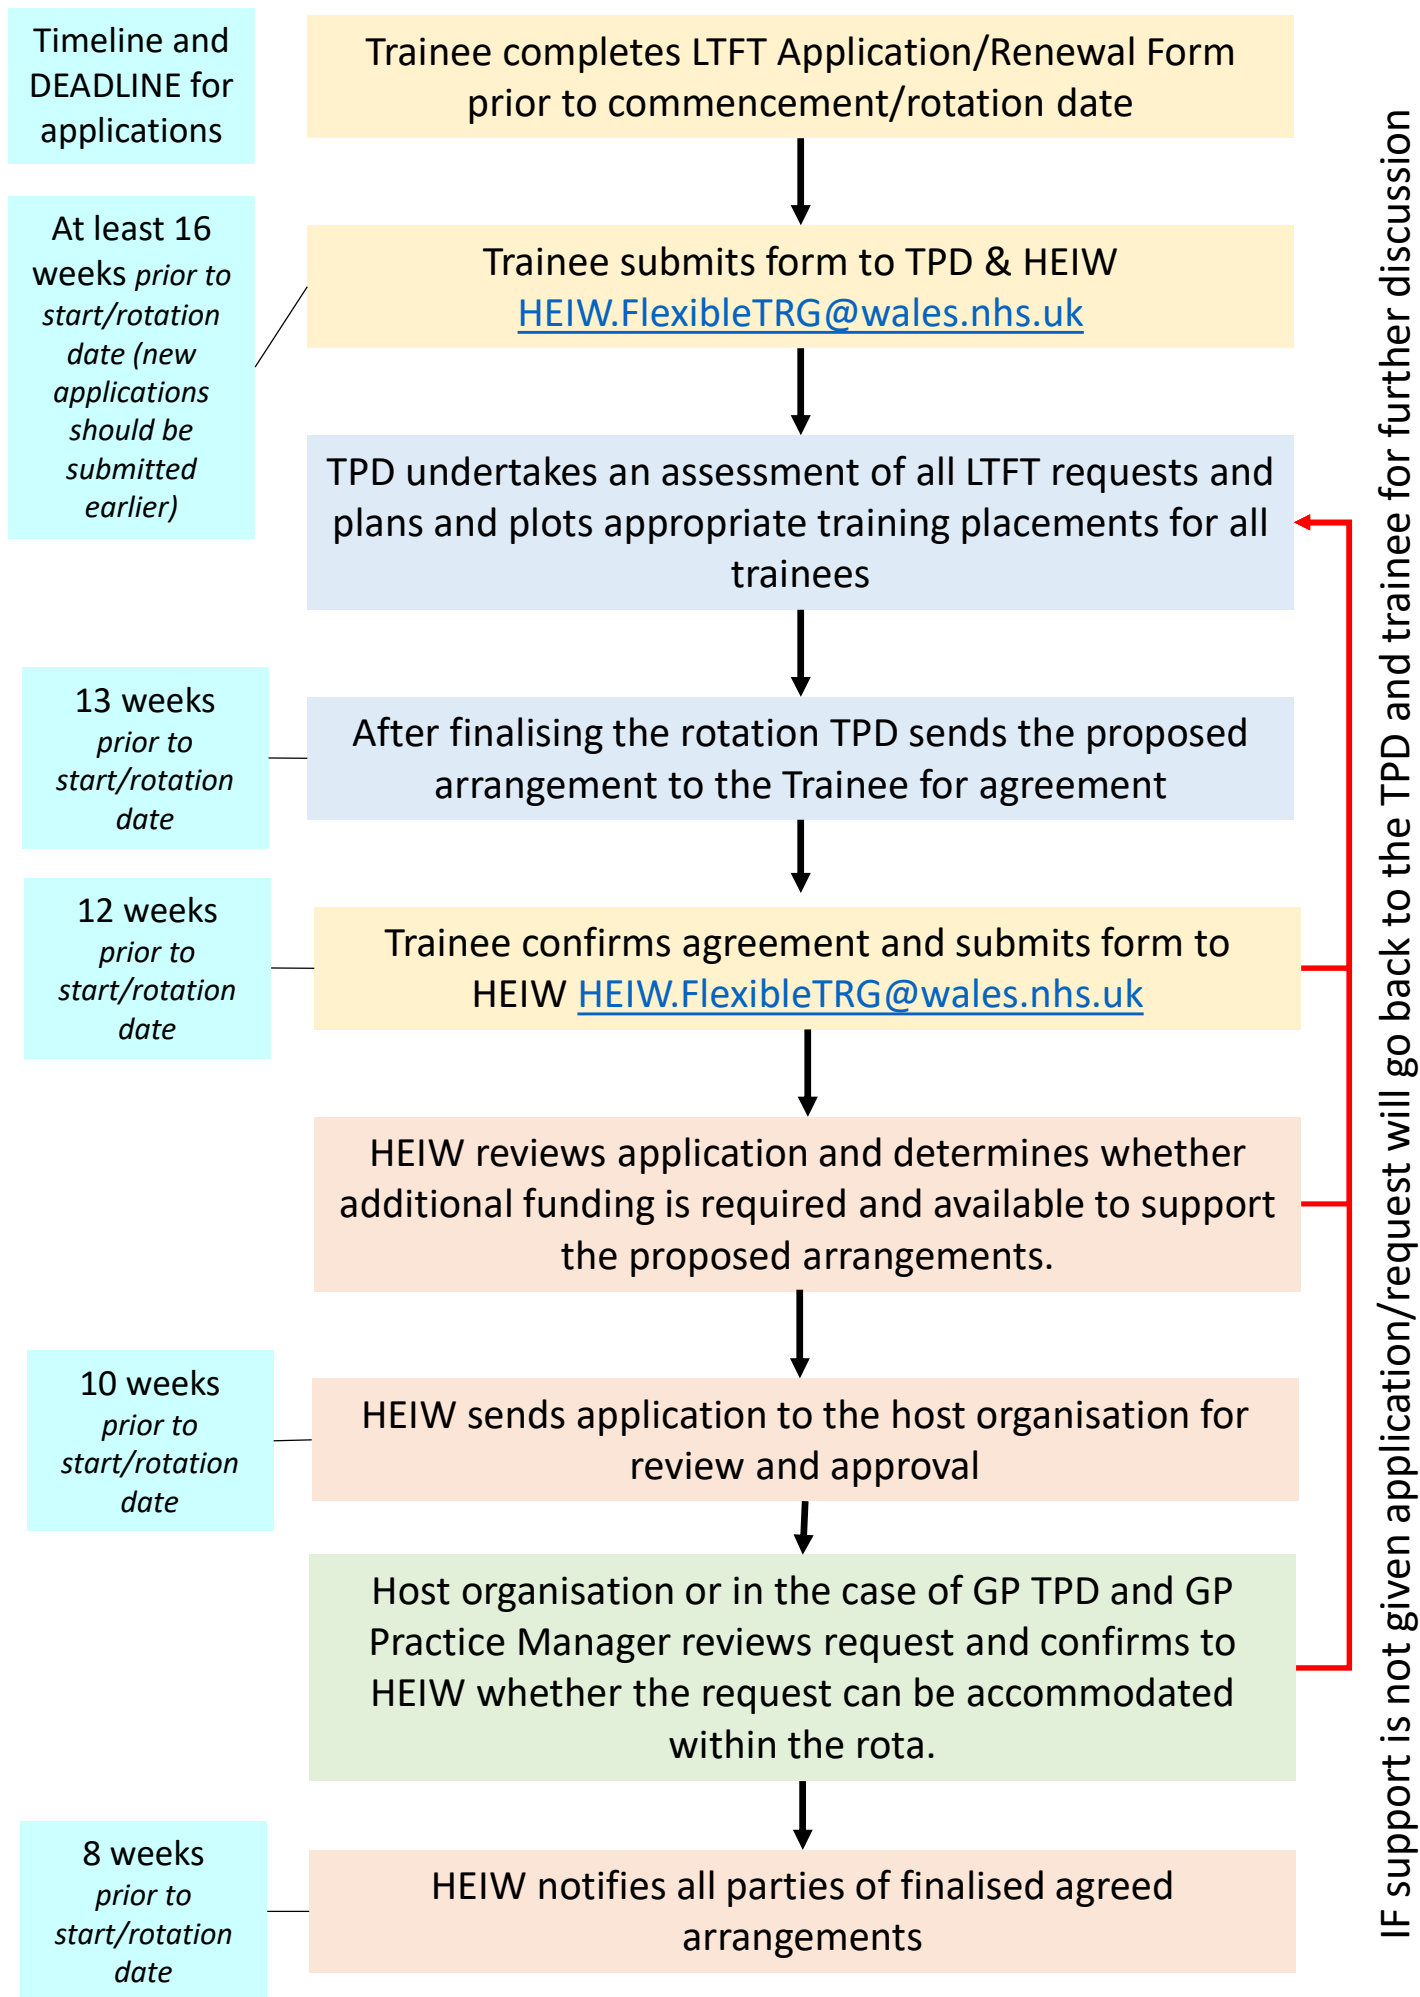 Timeline and
DEADLINE for
applications
Trainee completes LTFT Application/Renewal Form
prior to commencement/rotation date
At least 16
weeks prior to
start/rotation
date (new
applications
should be
submitted
earlier)
Trainee submits form to TPD & HEIW
HEIW.FlexibleTRG@wales.nhs.uk
TPD undertakes an assessment of all LTFT requests and
plans and plots appropriate training placements for all
trainees
13 weeks
prior to
start/rotation
date
After finalising the rotation TPD sends the proposed
arrangement to the Trainee for agreement
12 weeks
prior to
start/rotation
date
Trainee confirms agreement and submits form to
HEIW HEIW.FlexibleTRG@wales.nhs.uk
HEIW reviews application and determines whether
additional funding is required and available to support
the proposed arrangements.
10 weeks
prior to
start/rotation
date
HEIW sends application to the host organisation for
review and approval
Host organisation or in the case of GP TPD and GP
Practice Manager reviews request and confirms to
HEIW whether the request can be accommodated
within the rota.
8 weeks
prior to
start/rotation
date
HEIW notifies all parties of finalised agreed
arrangements
IF support is not given application/request will go back to the TPD and trainee for further discussion